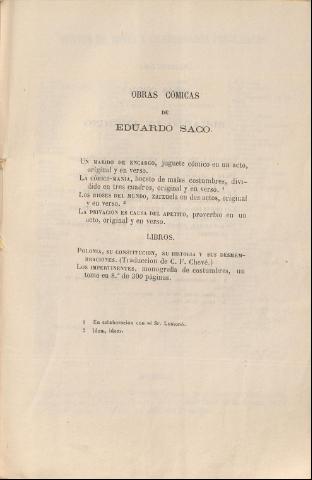 OBRAS CÓMICAS
DE
EDUARDO SACO.
UN MARIDO DE ENCARGO, juguete cómico en un acto,
original y en verso.
LA CÓMICO-MANIA, boceto de malas costumbres, divi-
dido en tres cuadros, original y en verso. 1
LOS DIOSES DEL MUNDO, zarzuela en dos actos, original
y en verso. 2
LA PRIVACION ES CAUSA DEL APETITO, proverbio en un
acto, original y en verso.
LIBROS.
POLONIA, SU CONSTITUCION, SU HISTORIA Y SUS DESMEM-
BRACIONES. (Traduccion de C. F. Chevé.)
LOS IMPERTINENTES, monografía de costumbres, un
tomo en 8.º de 300 páginas.
1 En colaboracion con el Sr.
2 Idem, idem.